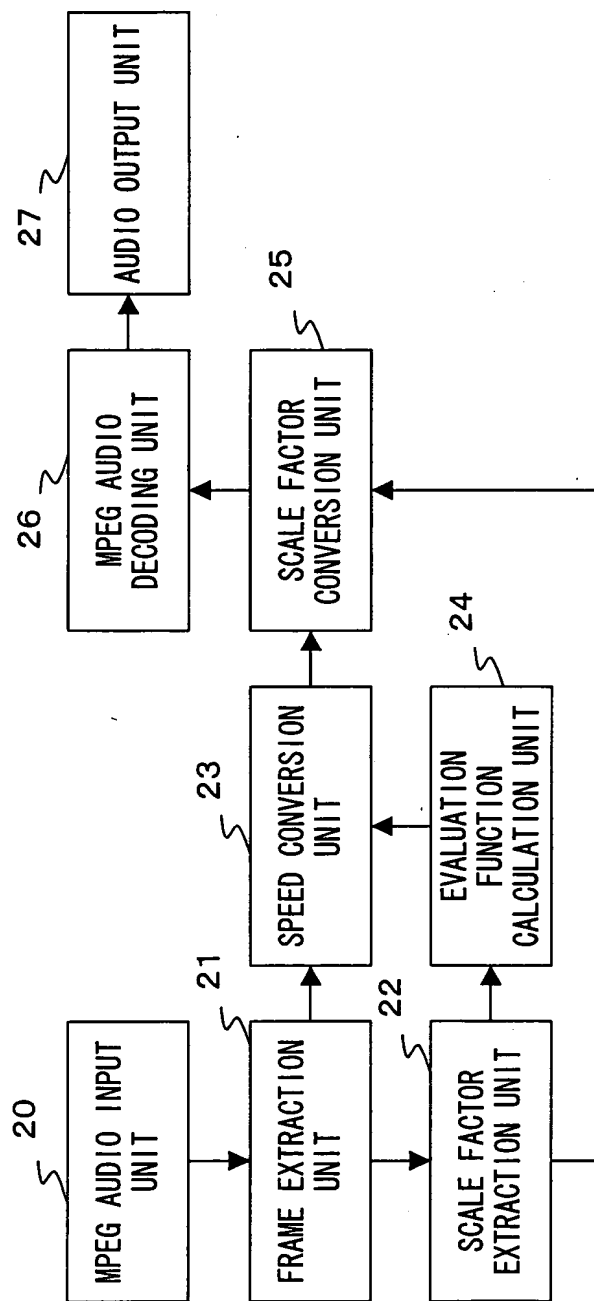 20
MPEG AUDIO INPUT
UNIT
21
FRAME EXTRACTION
UNIT
22
SCALE FACTOR
EXTRACTION UNIT
23
SPEED CONVERSION
UNIT
24
EVALUATION
FUNCTION
CALCULATION UNIT
25
SCALE FACTOR
CONVERSION UNIT
26
MPEG AUDIO
DECODING UNIT
27
AUDIO OUTPUT UNIT